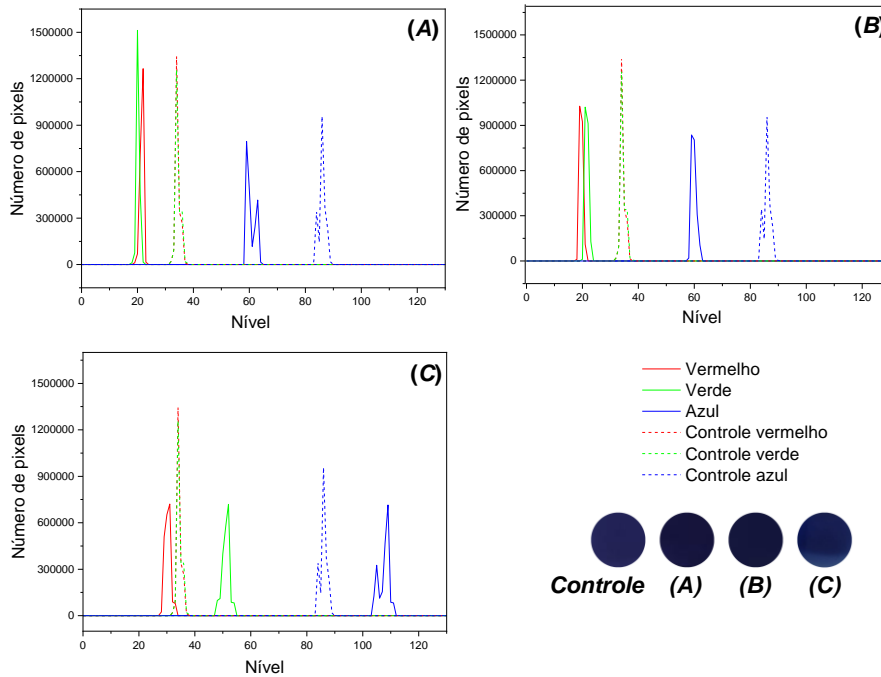 (A)
Número de pixels
1500000
1200000
900000
600000
300000
0
0 20 40 60 80 100 120
Nível
(B)
Número de pixels
1500000
1200000
900000
600000
300000
0
0 20 40 60 80 100 120
Nível
(C)
Número de pixels
1500000
1200000
900000
600000
300000
0
0 20 40 60 80 100 120
Nível
Vermelho
Verde
Azul
Controle vermelho
Controle verde
Controle azul
Controle (A) (B) (C)